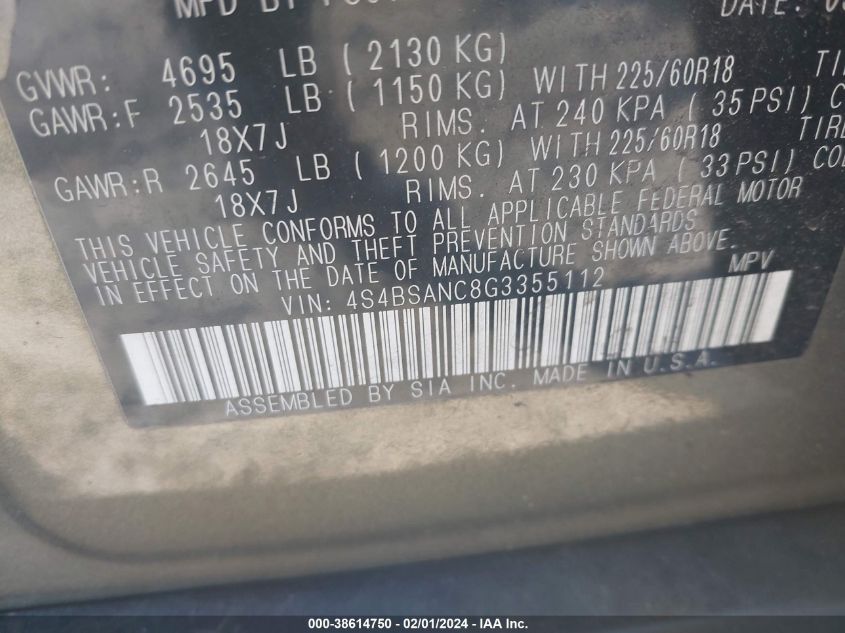 MFD BY
DATE:
GVWR: 4695 LB ( 2130 KG)
GAWR:F 2535 LB ( 1150 KG) WITH 225/60R18
18X7J RIMS. AT 240 KPA ( 35 PSI)
GAWR:R 2645 LB ( 1200 KG) WITH 225/60R18
18X7J RIMS. AT 230 KPA ( 33 PSI)
THIS VEHICLE CONFORMS TO ALL APPLICABLE FEDERAL MOTOR
VEHICLE SAFETY AND THEFT PREVENTION STANDARDS
IN EFFECT ON THE DATE OF MANUFACTURE SHOWN ABOVE.
VIN: 4S4BSANC8G3355112 MPV
ASSEMBLED BY SIA INC. MADE IN U.S.A.
000-38614750 - 02/01/2024 - IAA Inc.